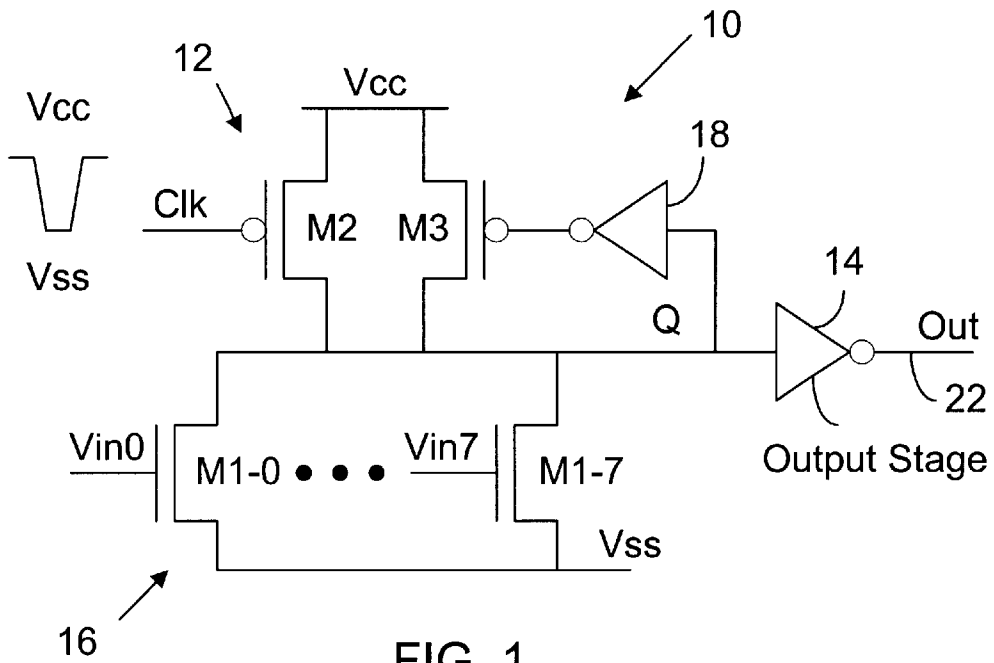 10
12
Vcc
Vcc
18
Clk
M2
M3
Vss
14
Q
Out
22
Vin0
M1-0
Vin7
M1-7
Output Stage
Vss
16
FIG. 1